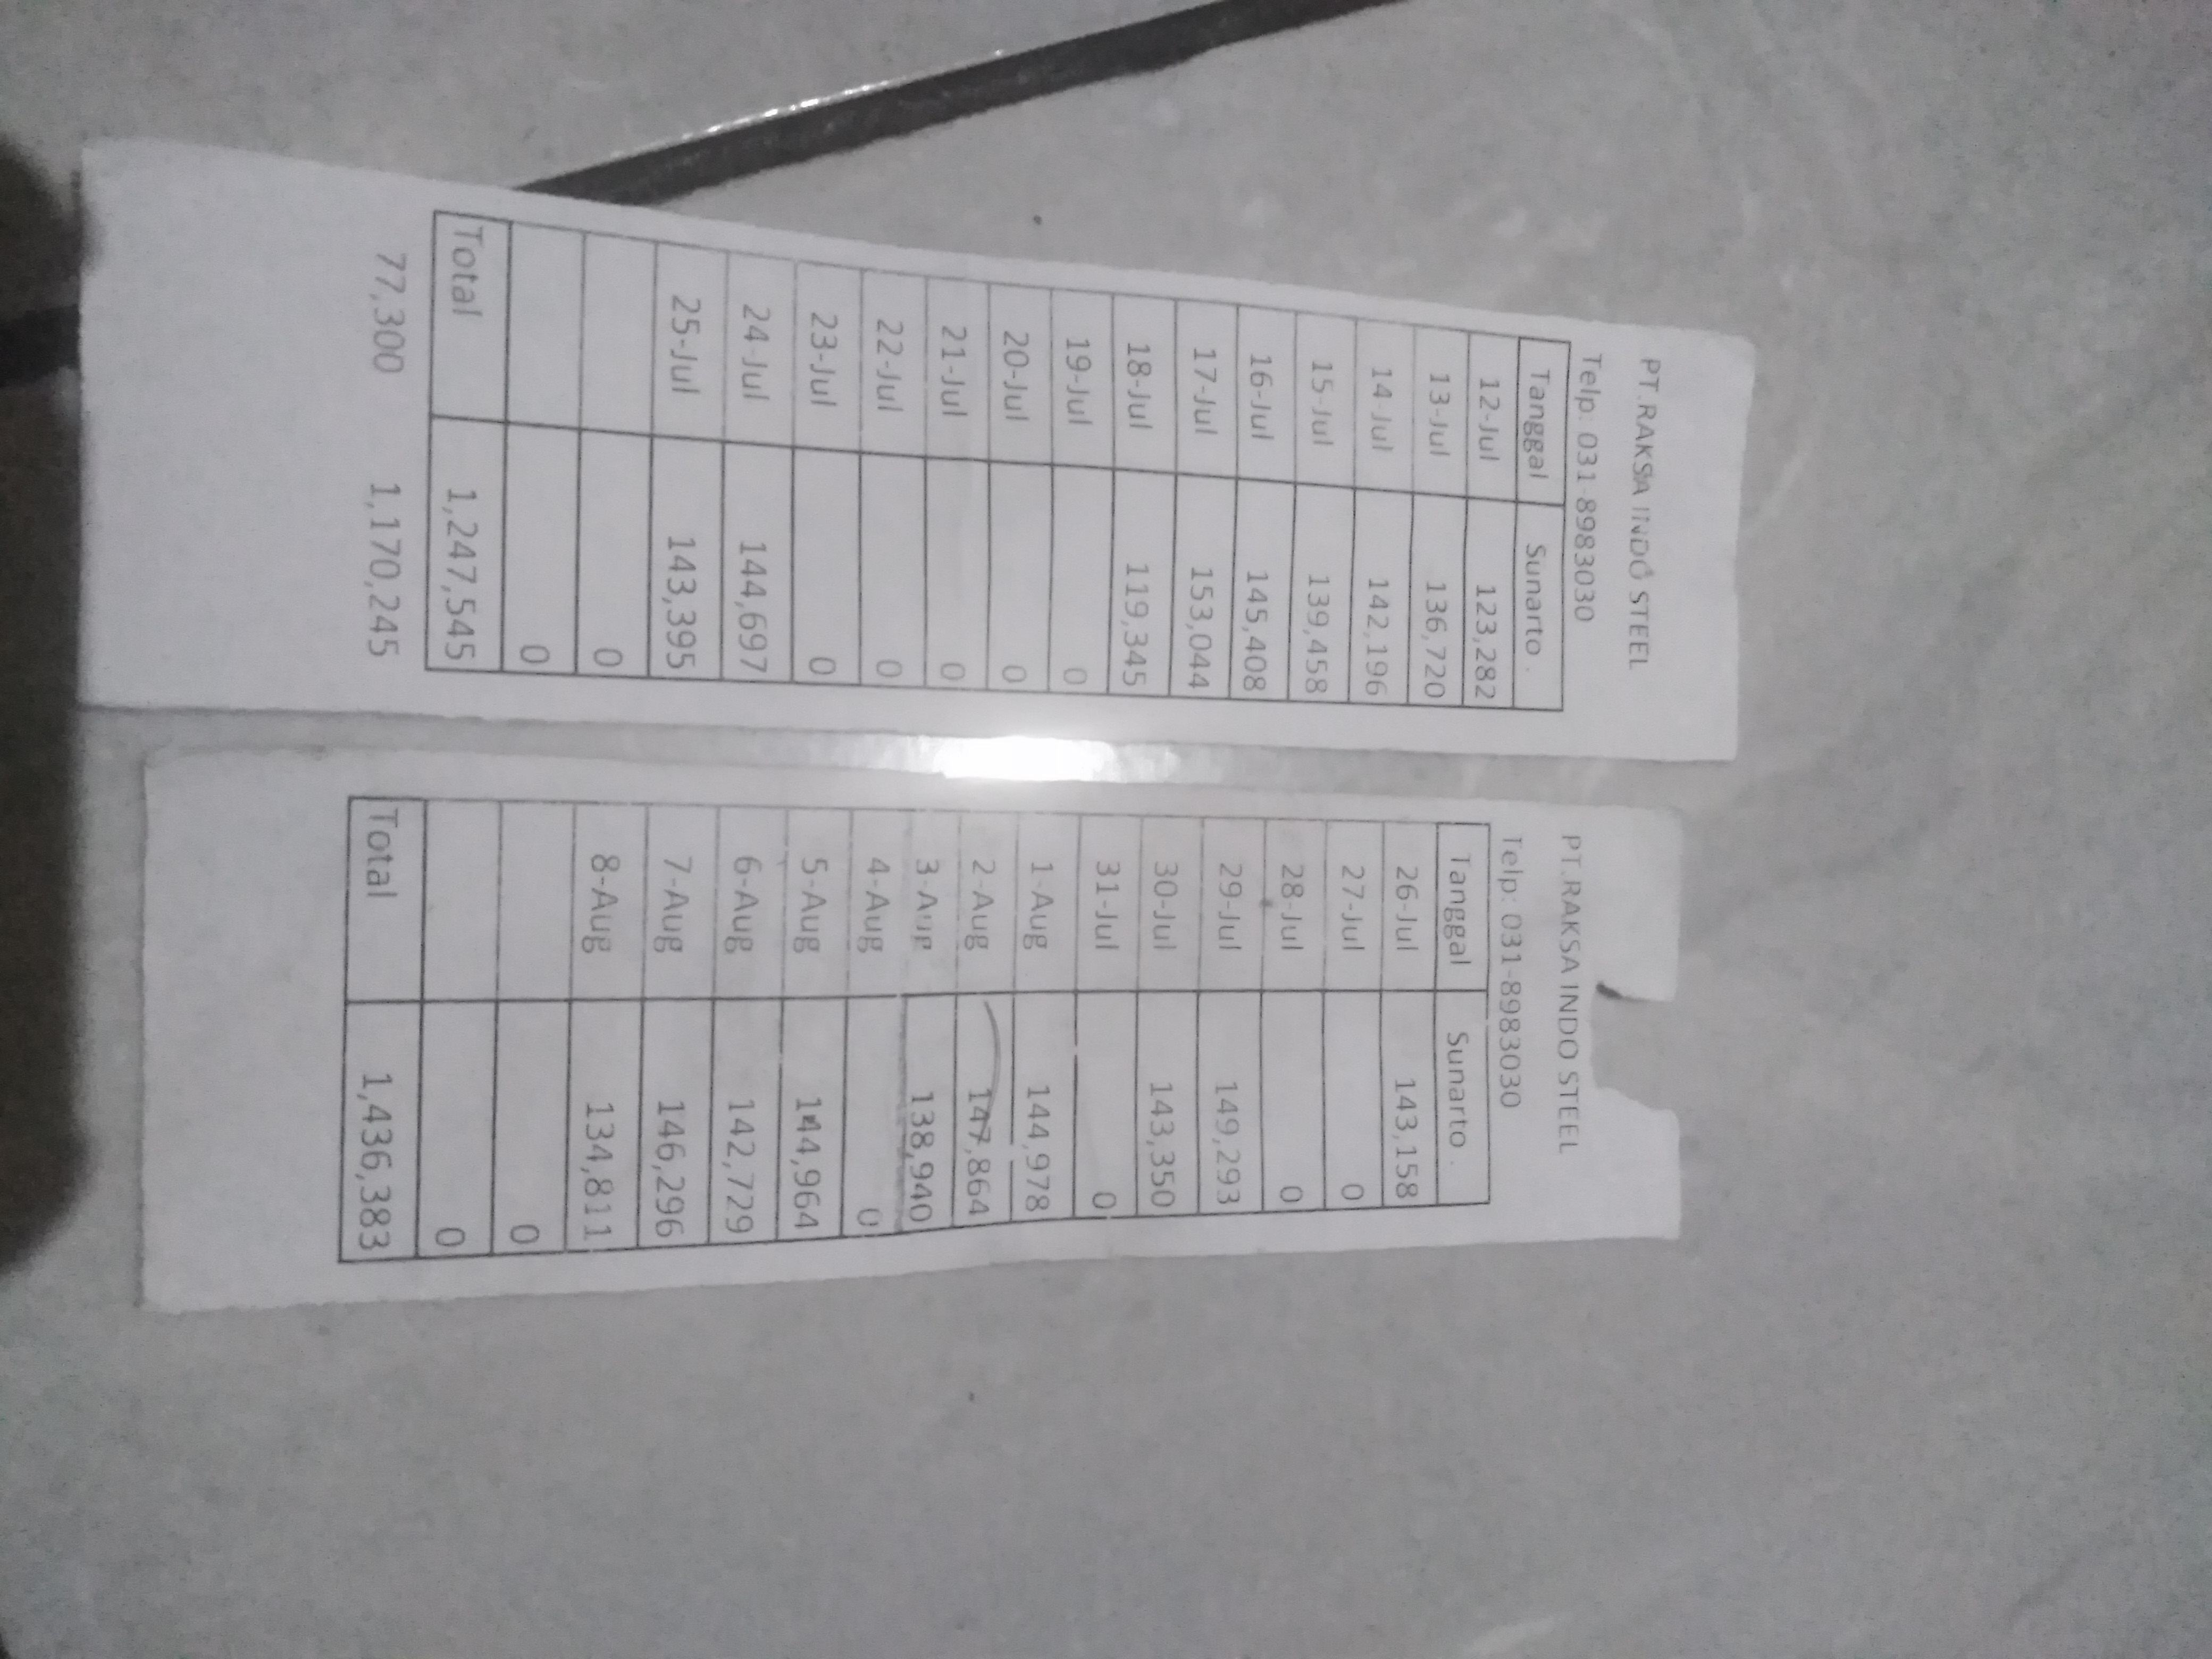 PT.RAKSA INDO STEEL
Telp. 031-8983030
Tanggal Sunarto .
12-Jul 123,282
13-Jul 136,720
14-Jul 142,196
15-Jul 139,458
16-Jul 145,408
17-Jul 153,044
18-Jul 119,345
19-Jul 0
20-Jul 0
21-Jul 0
22-Jul 0
23-Jul 0
24-Jul 144,697
25-Jul 143,395
0
0
Total 1,247,545
77,300 1,170,245
PT.RAKSA INDO STEEL
Telp: 031-8983030
Tanggal Sunarto .
26-Jul 143,158
27-Jul 0
28-Jul 0
29-Jul 149,293
30-Jul 143,350
31-Jul 0
1-Aug 144,978
2-Aug 147,864
3-Aug 138,940
4-Aug 0
5-Aug 144,964
6-Aug 142,729
7-Aug 146,296
8-Aug 134,811
0
0
Total 1,436,383